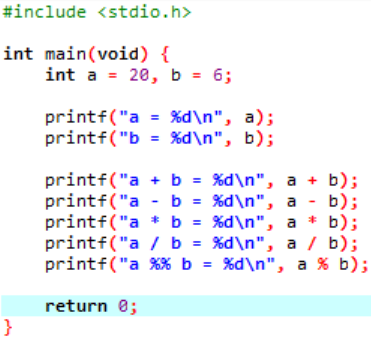 #include <stdio.h>
int main(void) {
int a = 20, b = 6;
printf("a = %d\n", a);
printf("b = %d\n", b);
printf("a + b = %d\n", a + b);
printf("a - b = %d\n", a - b);
printf("a * b = %d\n", a * b);
printf("a / b = %d\n", a / b);
printf("a %% b = %d\n", a % b);
return 0;
}